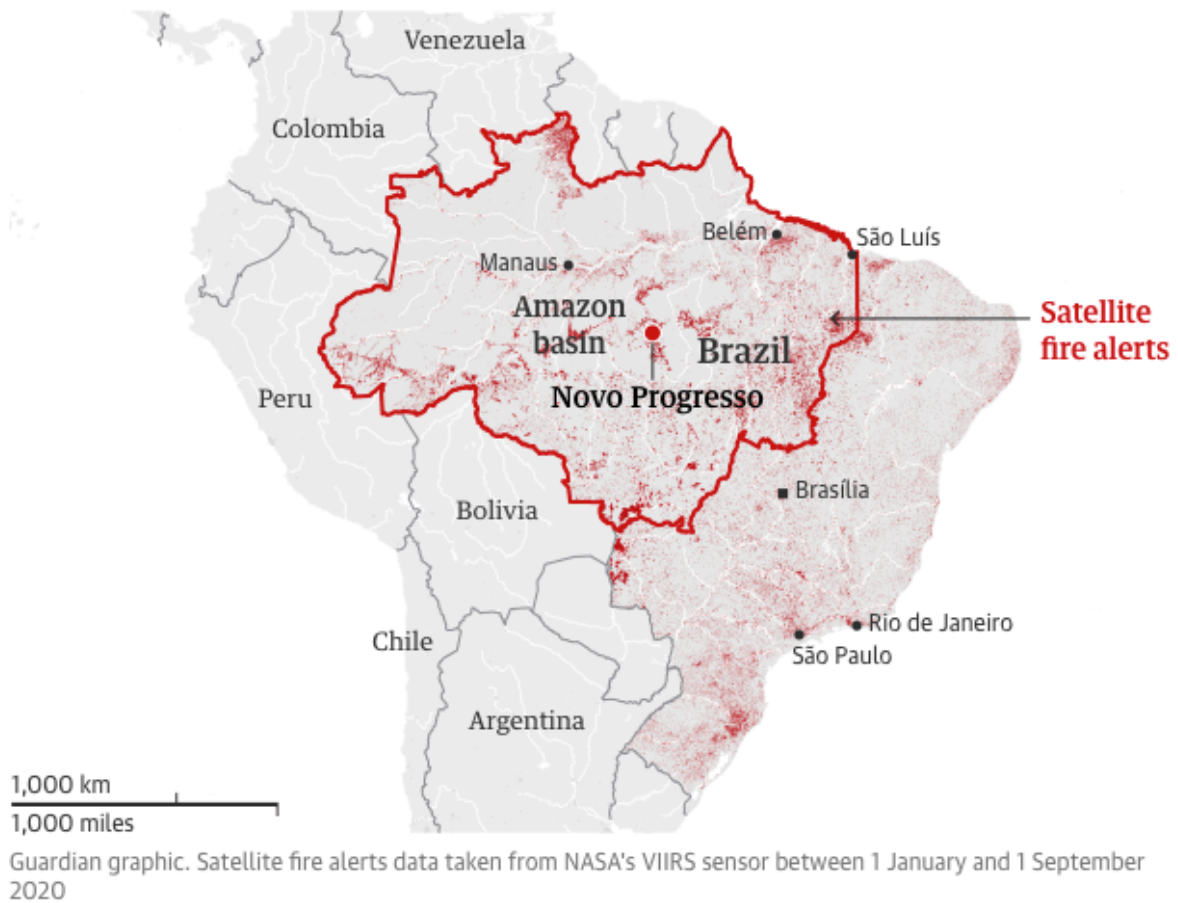 Venezuela
Colombia
Belém
São Luís
Manaus
Amazon
basin
Satellite
fire alerts
Brazil
Peru
Novo Progresso
Brasília
Bolivia
Rio de Janeiro
Chile
São Paulo
Argentina
1,000 km
1,000 miles
Guardian graphic. Satellite fire alerts data taken from NASA's VIIRS sensor between 1 January and 1 September
2020